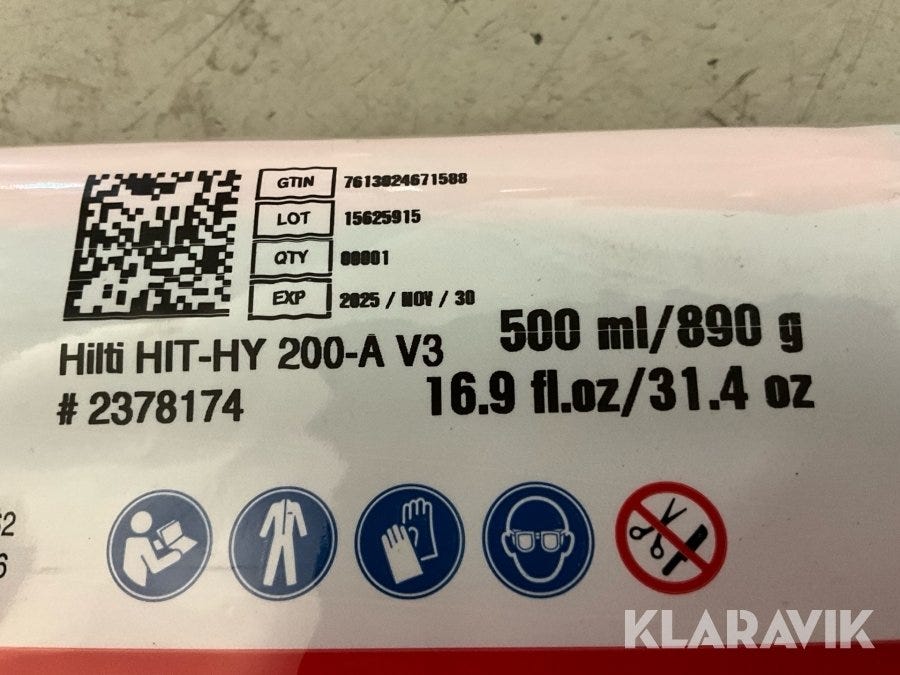 GTIN 7613024671588
LOT 15625915
QTY 00001
EXP 2025 / NOV / 30
Hilti HIT-HY 200-A V3
# 2378174
500 ml/890 g
16.9 fl.oz/31.4 oz
KLARAVIK